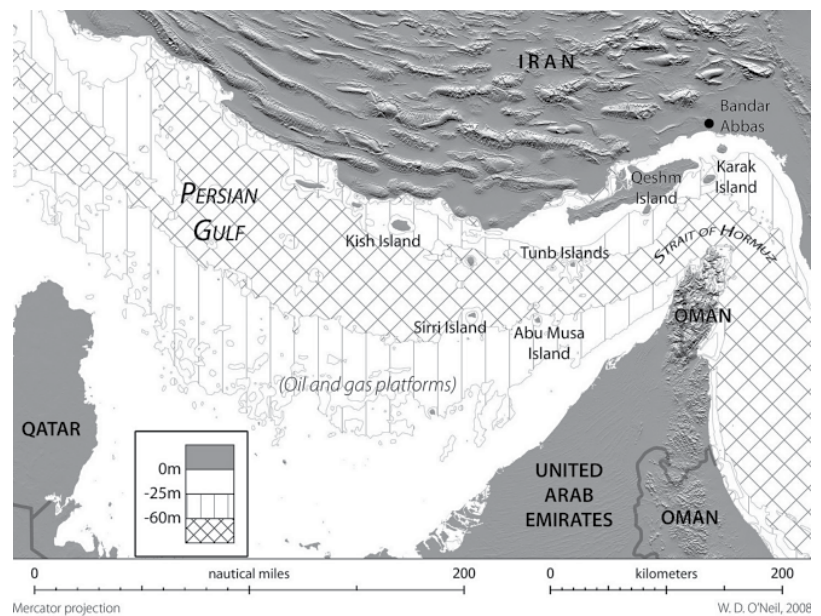 IRAN
Bandar
Abbas
Qeshm
Island
Karak
Island
PERSIAN
GULF
Kish Island
Tunb Islands
STRAIT OF HORMUZ
Sirri Island
Abu Musa
Island
OMAN
(Oil and gas platforms)
QATAR
0m
-25m
-60m
UNITED
ARAB
EMIRATES
OMAN
0 nautical miles 200 0 kilometers 200
Mercator projection W. D. O'Neil, 2008